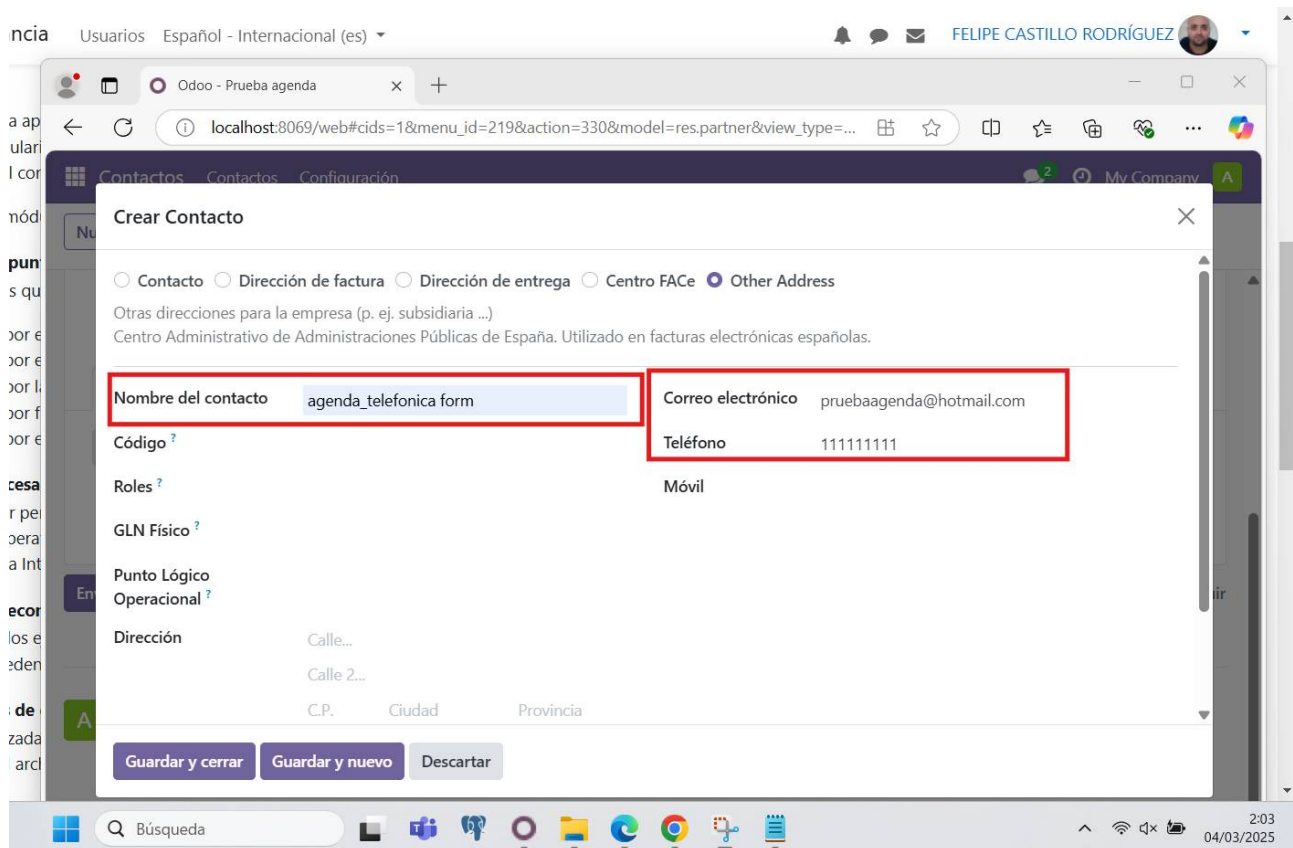 ncia Usuarios Español - Internacional (es) FELIPE CASTILLO RODRÍGUEZ
Odoo - Prueba agenda
localhost:8069/web#cids=1&menu_id=219&action=330&model=res.partner&view_type=...
Contactos Contactos Configuración 2 My Company A
Crear Contacto
Contacto Dirección de factura Dirección de entrega Centro FACe Other Address
Otras direcciones para la empresa (p. ej. subsidiaria ...)
Centro Administrativo de Administraciones Públicas de España. Utilizado en facturas electrónicas españolas.
Nombre del contacto agenda_telefonica form Correo electrónico pruebaagenda@hotmail.com
Código ? Teléfono 111111111
Roles ? Móvil
GLN Físico ?
Punto Lógico
Operacional ?
Dirección Calle...
Calle 2...
C.P. Ciudad Provincia
A
Guardar y cerrar Guardar y nuevo Descartar
Búsqueda 2:03
04/03/2025